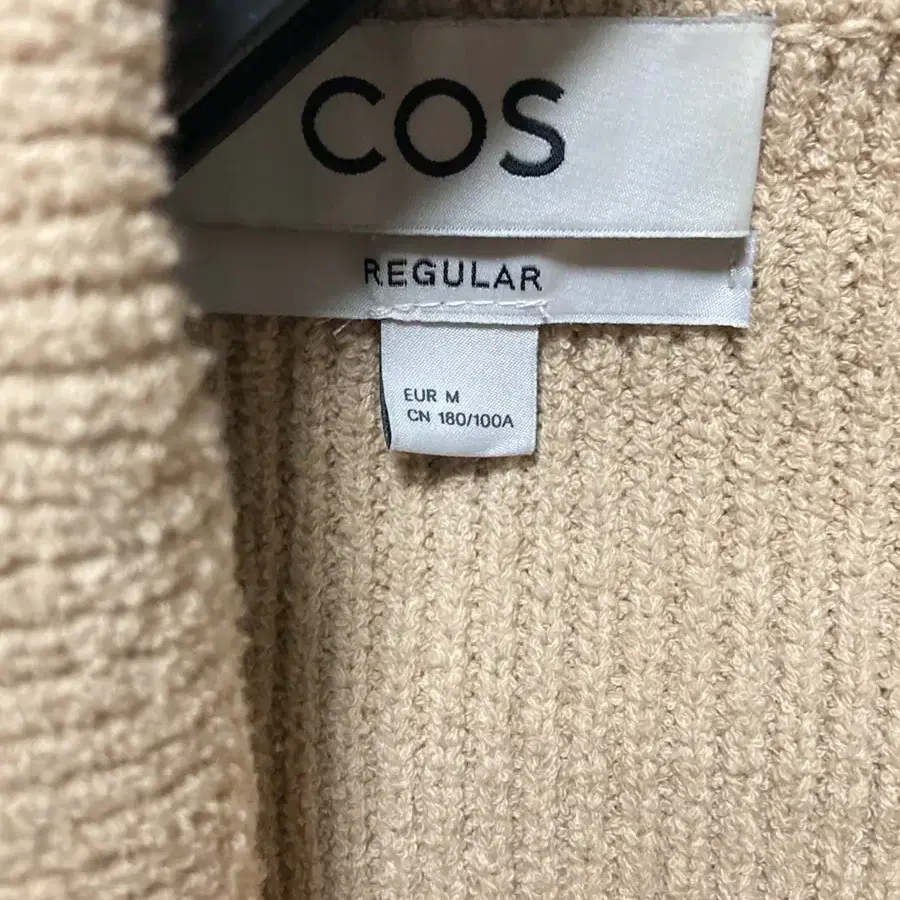 COS
REGULAR
EUR M
CN 180/100A